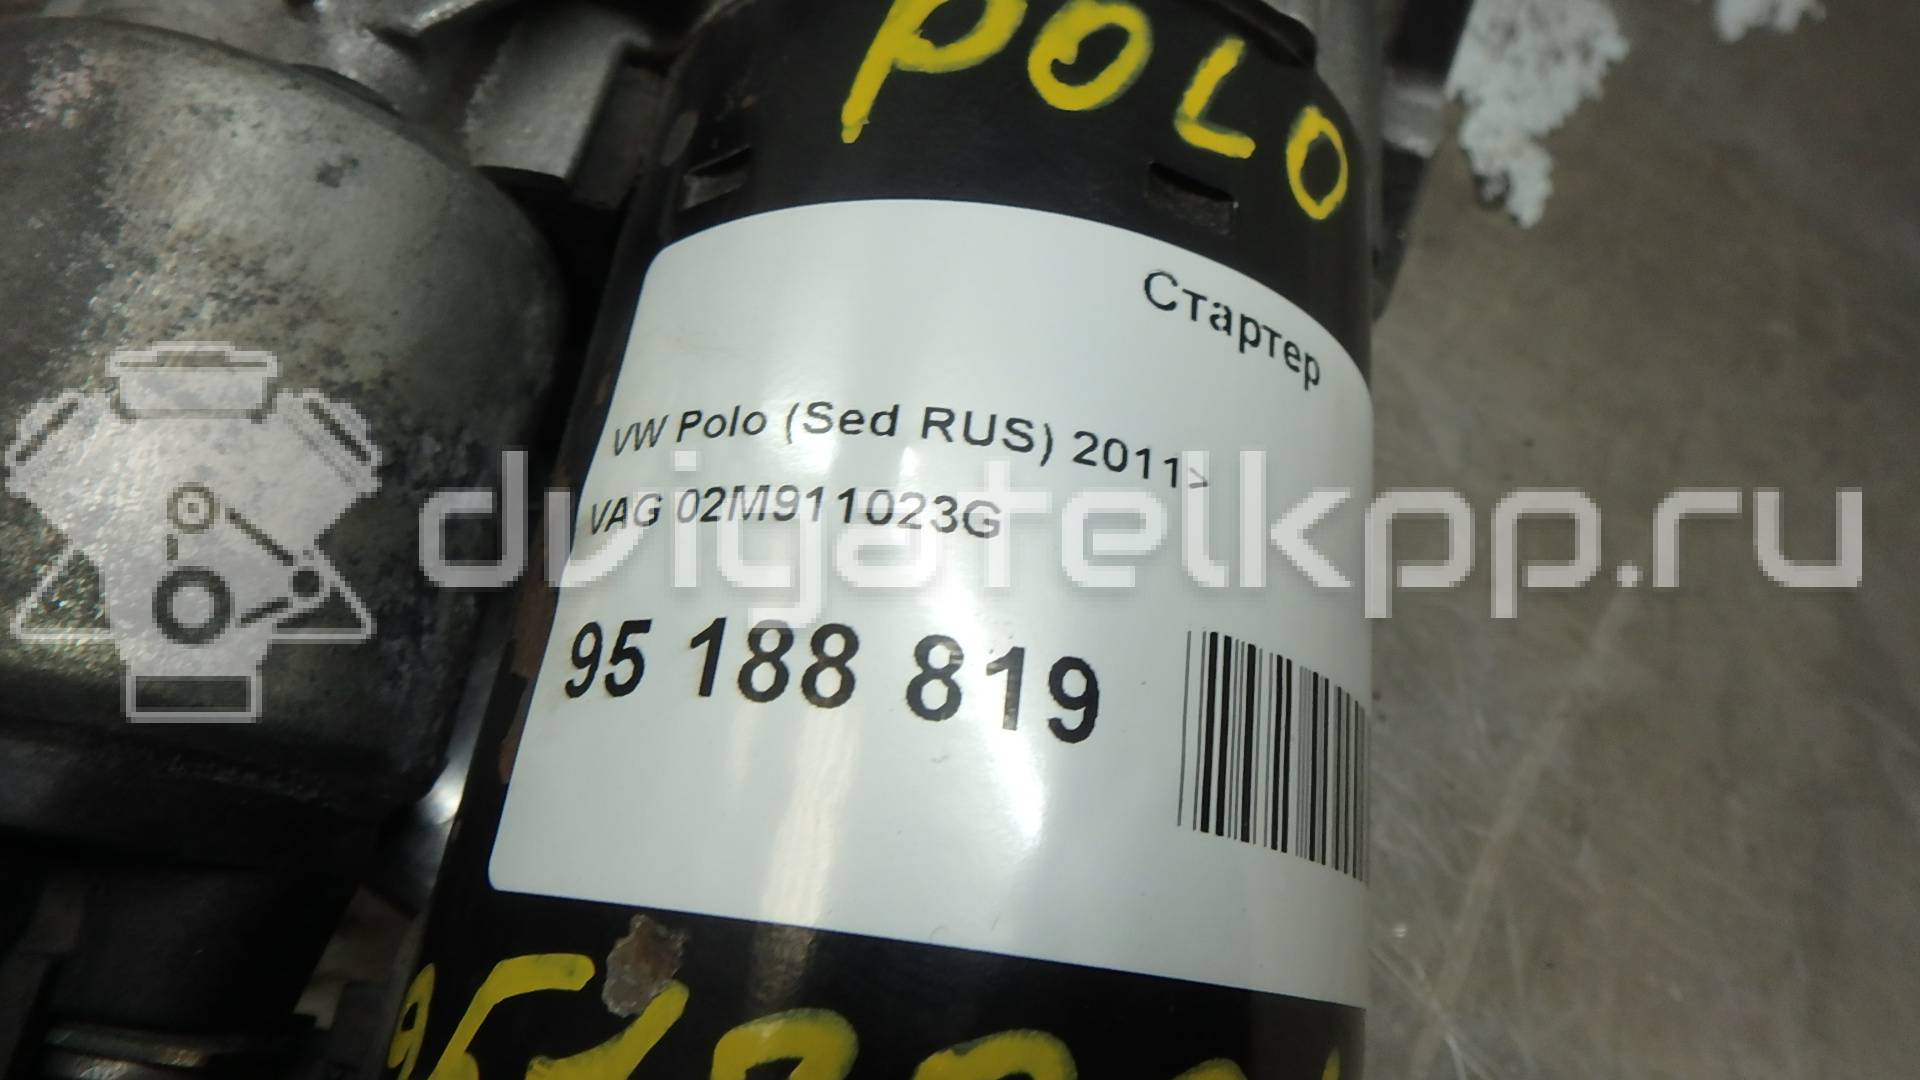 POLO
Стартер
VW Polo (Sed RUS) 2011>
VAG 02M911023G
dvigatelkpp.ru
95 188 819